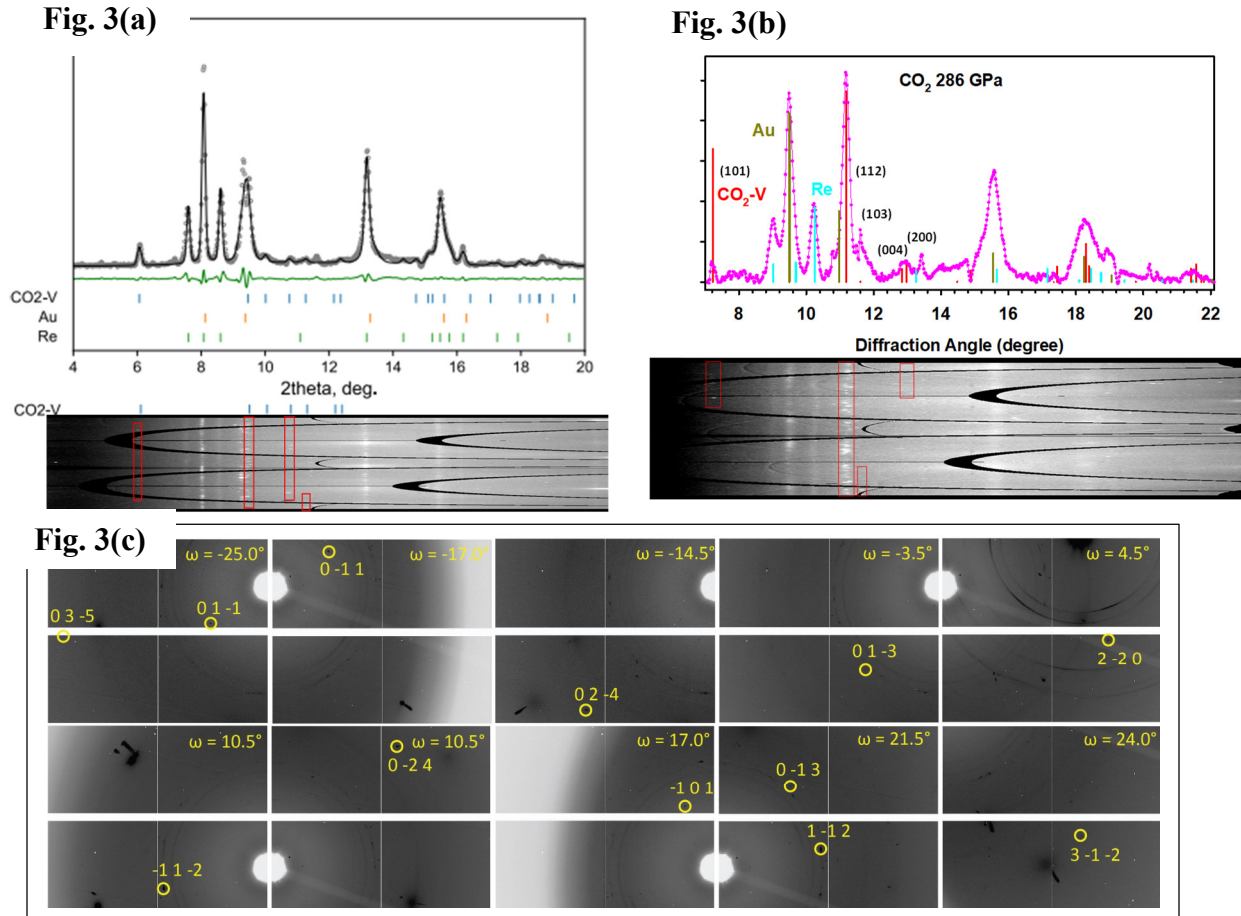 Fig. 3(a)
CO2-V
Au
Re
4 6 8 10 12 14 16 18 20
2theta, deg.
CO2-V
Fig. 3(b)
CO₂ 286 GPa
Au
(101)
CO₂-V
Re
(112)
(103)
(004)
(200)
8 10 12 14 16 18 20 22
Diffraction Angle (degree)
Fig. 3(c)
ω = -25.0°
0 3 -5
0 1 -1
ω = -17.0°
0 -1 1
ω = -14.5°
0 2 -4
ω = -3.5°
0 1 -3
ω = 4.5°
2 -2 0
ω = 10.5°
-1 1 -2
ω = 10.5°
0 -2 4
ω = 17.0°
-1 0 1
ω = 21.5°
0 -1 3
1 -1 2
ω = 24.0°
3 -1 -2